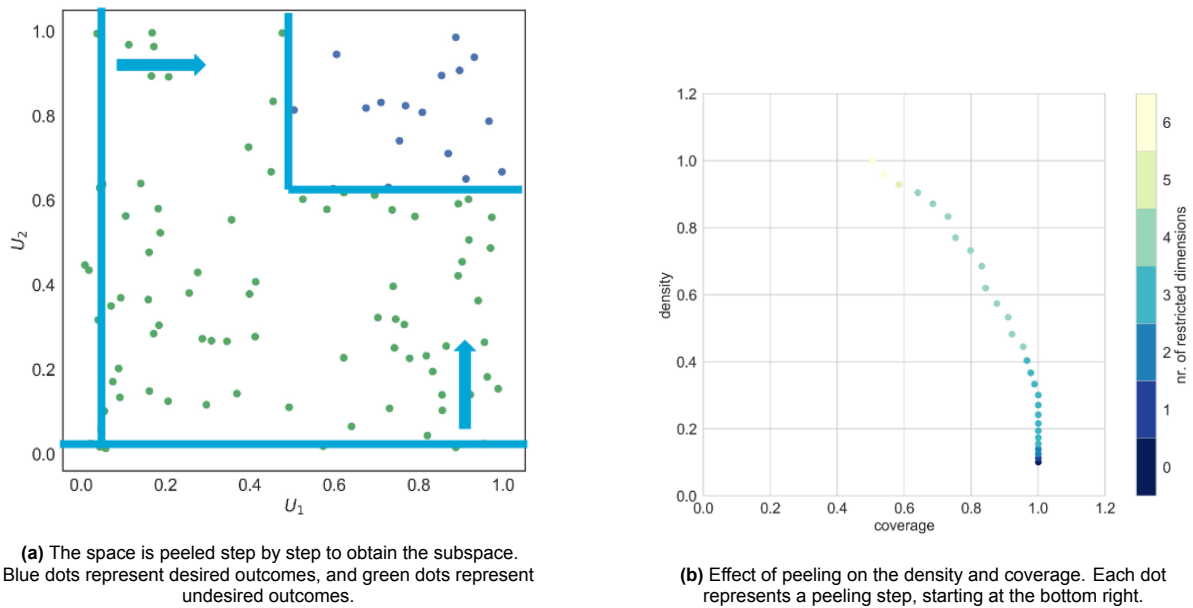 1.0
0.8
0.6
0.4
0.2
0.0
U2
0.0 0.2 0.4 0.6 0.8 1.0
U1
(a) The space is peeled step by step to obtain the subspace.
Blue dots represent desired outcomes, and green dots represent
undesired outcomes.
1.2
1.0
0.8
0.6
0.4
0.2
0.0
density
0.0 0.2 0.4 0.6 0.8 1.0 1.2
coverage
6
5
4
3
2
1
0
nr. of restricted dimensions
(b) Effect of peeling on the density and coverage. Each dot
represents a peeling step, starting at the bottom right.